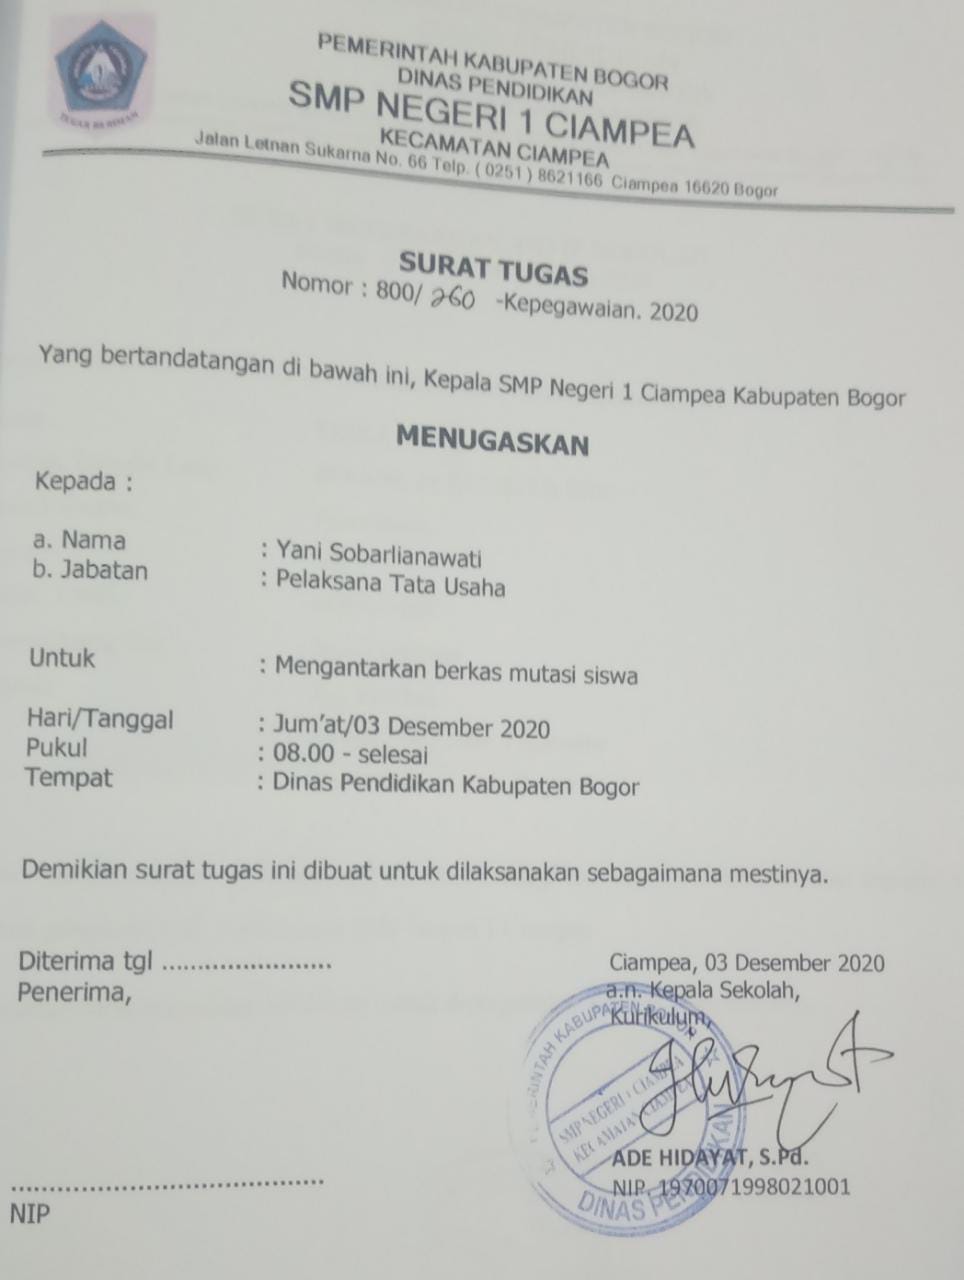 PEMERINTAH KABUPATEN BOGOR
DINAS PENDIDIKAN
SMP NEGERI 1 CIAMPEA
KECAMATAN CIAMPEA
Jalan Letnan Sukarna No. 66 Telp. ( 0251 ) 8621166 Ciampea 16620 Bogor
SURAT TUGAS
Nomor : 800/ 260 -Kepegawaian. 2020
Yang bertandatangan di bawah ini, Kepala SMP Negeri 1 Ciampea Kabupaten Bogor
MENUGASKAN
Kepada :
a. Nama : Yani Sobarlianawati
b. Jabatan : Pelaksana Tata Usaha
Untuk : Mengantarkan berkas mutasi siswa
Hari/Tanggal : Jum'at/03 Desember 2020
Pukul : 08.00 - selesai
Tempat : Dinas Pendidikan Kabupaten Bogor
Demikian surat tugas ini dibuat untuk dilaksanakan sebagaimana mestinya.
Diterima tgl ........................
Penerima,
Ciampea, 03 Desember 2020
a.n. Kepala Sekolah,
Kurikulum,
PEMERINTAH KABUPATEN BOGOR
SMP NEGERI 1 CIAMPEA
KECAMATAN CIAMPEA
DINAS PENDIDIKAN
ADE HIDAYAT, S.Pd.
NIP. 1970071998021001
........................................
NIP